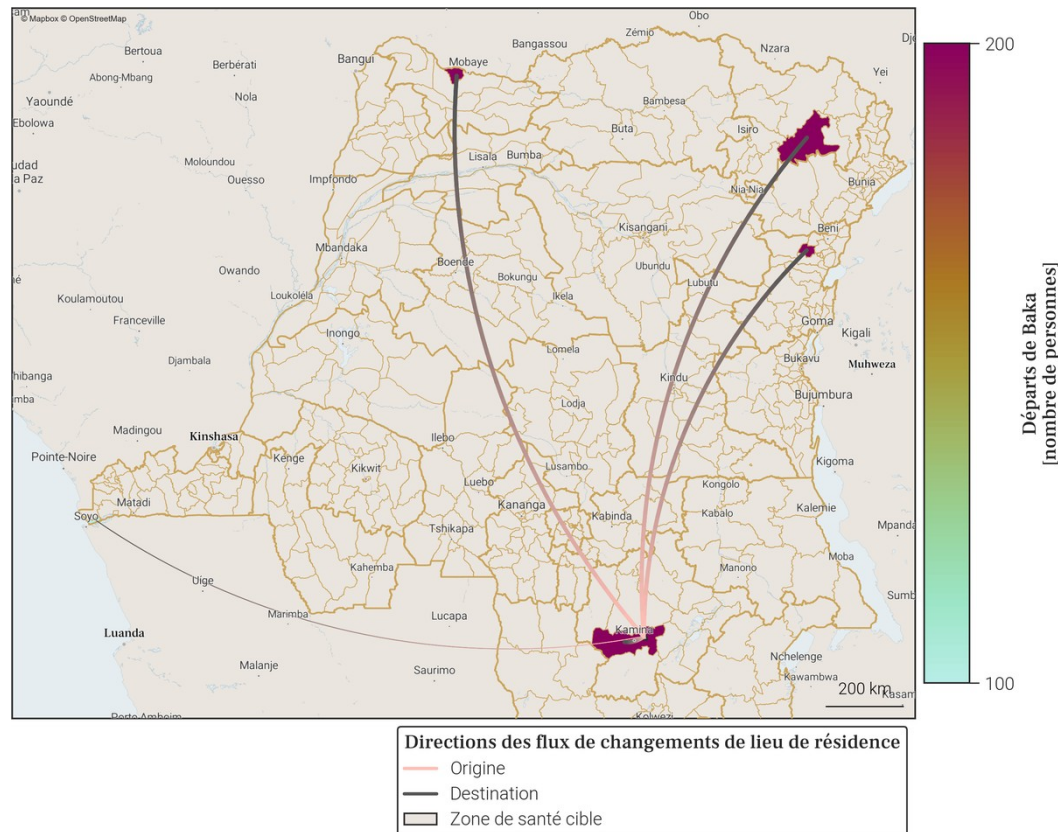 © Mapbox © OpenStreetMap
Obo
Zémio
Bangassou
Nzara
Bertoua
Bangui
Mobaye
Berbérati
Yei
Abong-Mbang
Nola
Bambesa
Yaoundé
Buta
Isiro
Ebolowa
Moloundou
Lisala
Bumba
Ouesso
Impfondo
Bunia
Beni
Kisangani
Mbandaka
Boende
Ubundu
Owando
Bokungu
Lubutu
Koulamoutou
Loukoléla
Ikela
Franceville
Goma
Inongo
Kigali
Lomela
Bukavu
Djambala
Muhweza
Kindu
Bujumbura
Lodja
Madingou
Kinshasa
Ilebo
Pointe-Noire
Kenge
Kikwit
Lusambo
Kigoma
Luebo
Kongolo
Matadi
Kananga
Kabalo
Kalemie
Soyo
Kabinda
Tshikapa
Mpanda
Moba
Kahemba
Manono
Uige
Marimba
Lucapa
Luanda
Kamina
Malanje
Saurimo
Nchelenge
Kawambwa
200 km
Kolwezi
200
100
Départs de Baka
[nombre de personnes]
Directions des flux de changements de lieu de résidence
Origine
Destination
Zone de santé cible